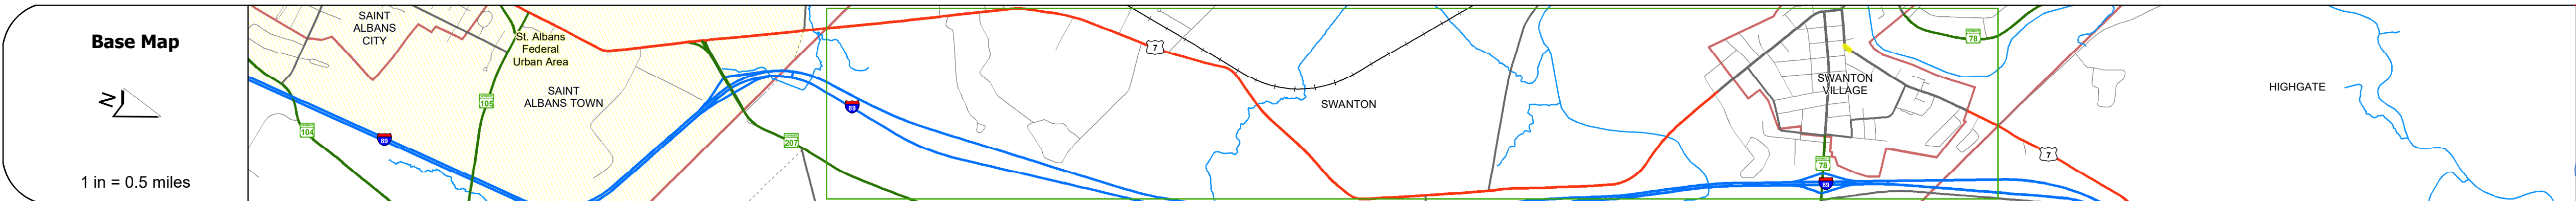 Base Map
N
1 in = 0.5 miles
SAINT
ALBANS
CITY
St. Albans
Federal
Urban Area
SAINT
ALBANS TOWN
104
89
105
207
89
7
SWANTON
SWANTON
VILLAGE
78
78
89
7
HIGHGATE